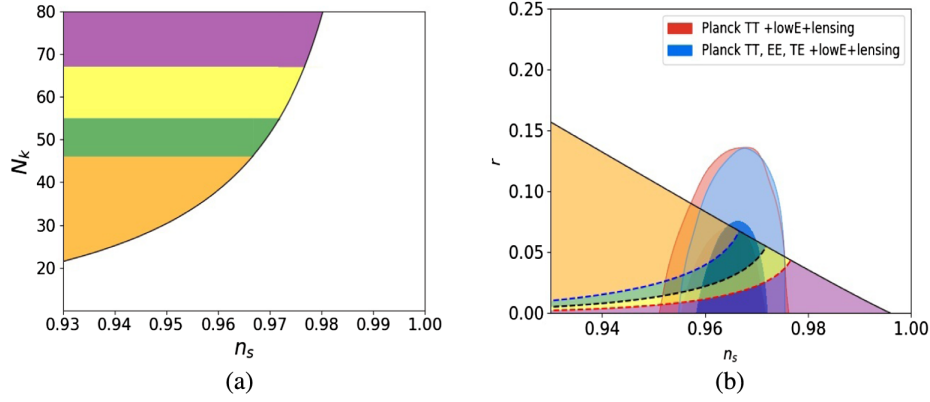 80
70
60
50
40
30
20
N_k
0.93 0.94 0.95 0.96 0.97 0.98 0.99 1.00
n_s
(a)
0.25
0.20
0.15
0.10
0.05
0.00
r
Planck TT +lowE+lensing
Planck TT, EE, TE +lowE+lensing
0.94 0.96 0.98 1.00
n_s
(b)